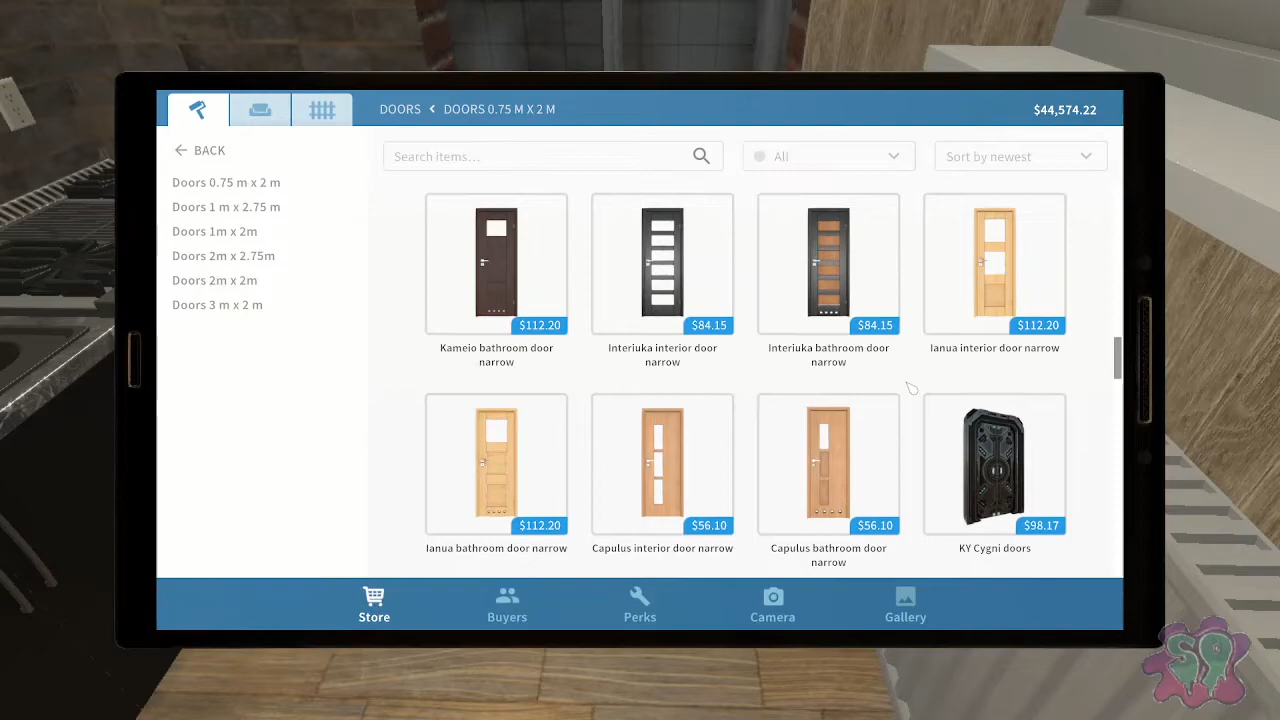 DOORS < DOORS 0.75 M X 2 M
$44,574.22
BACK
Search items...
All
Sort by newest
Doors 0.75 m x 2 m
Doors 1 m x 2.75 m
Doors 1m x 2m
Doors 2m x 2.75m
Doors 2m x 2m
Doors 3 m x 2 m
$112.20
$84.15
$84.15
$112.20
Kameio bathroom door
narrow
Interiuka interior door
narrow
Interiuka bathroom door
narrow
Ianua interior door narrow
$112.20
$56.10
$56.10
$98.17
Ianua bathroom door narrow
Capulus interior door narrow
Capulus bathroom door
narrow
KY Cygni doors
Store
Buyers
Perks
Camera
Gallery